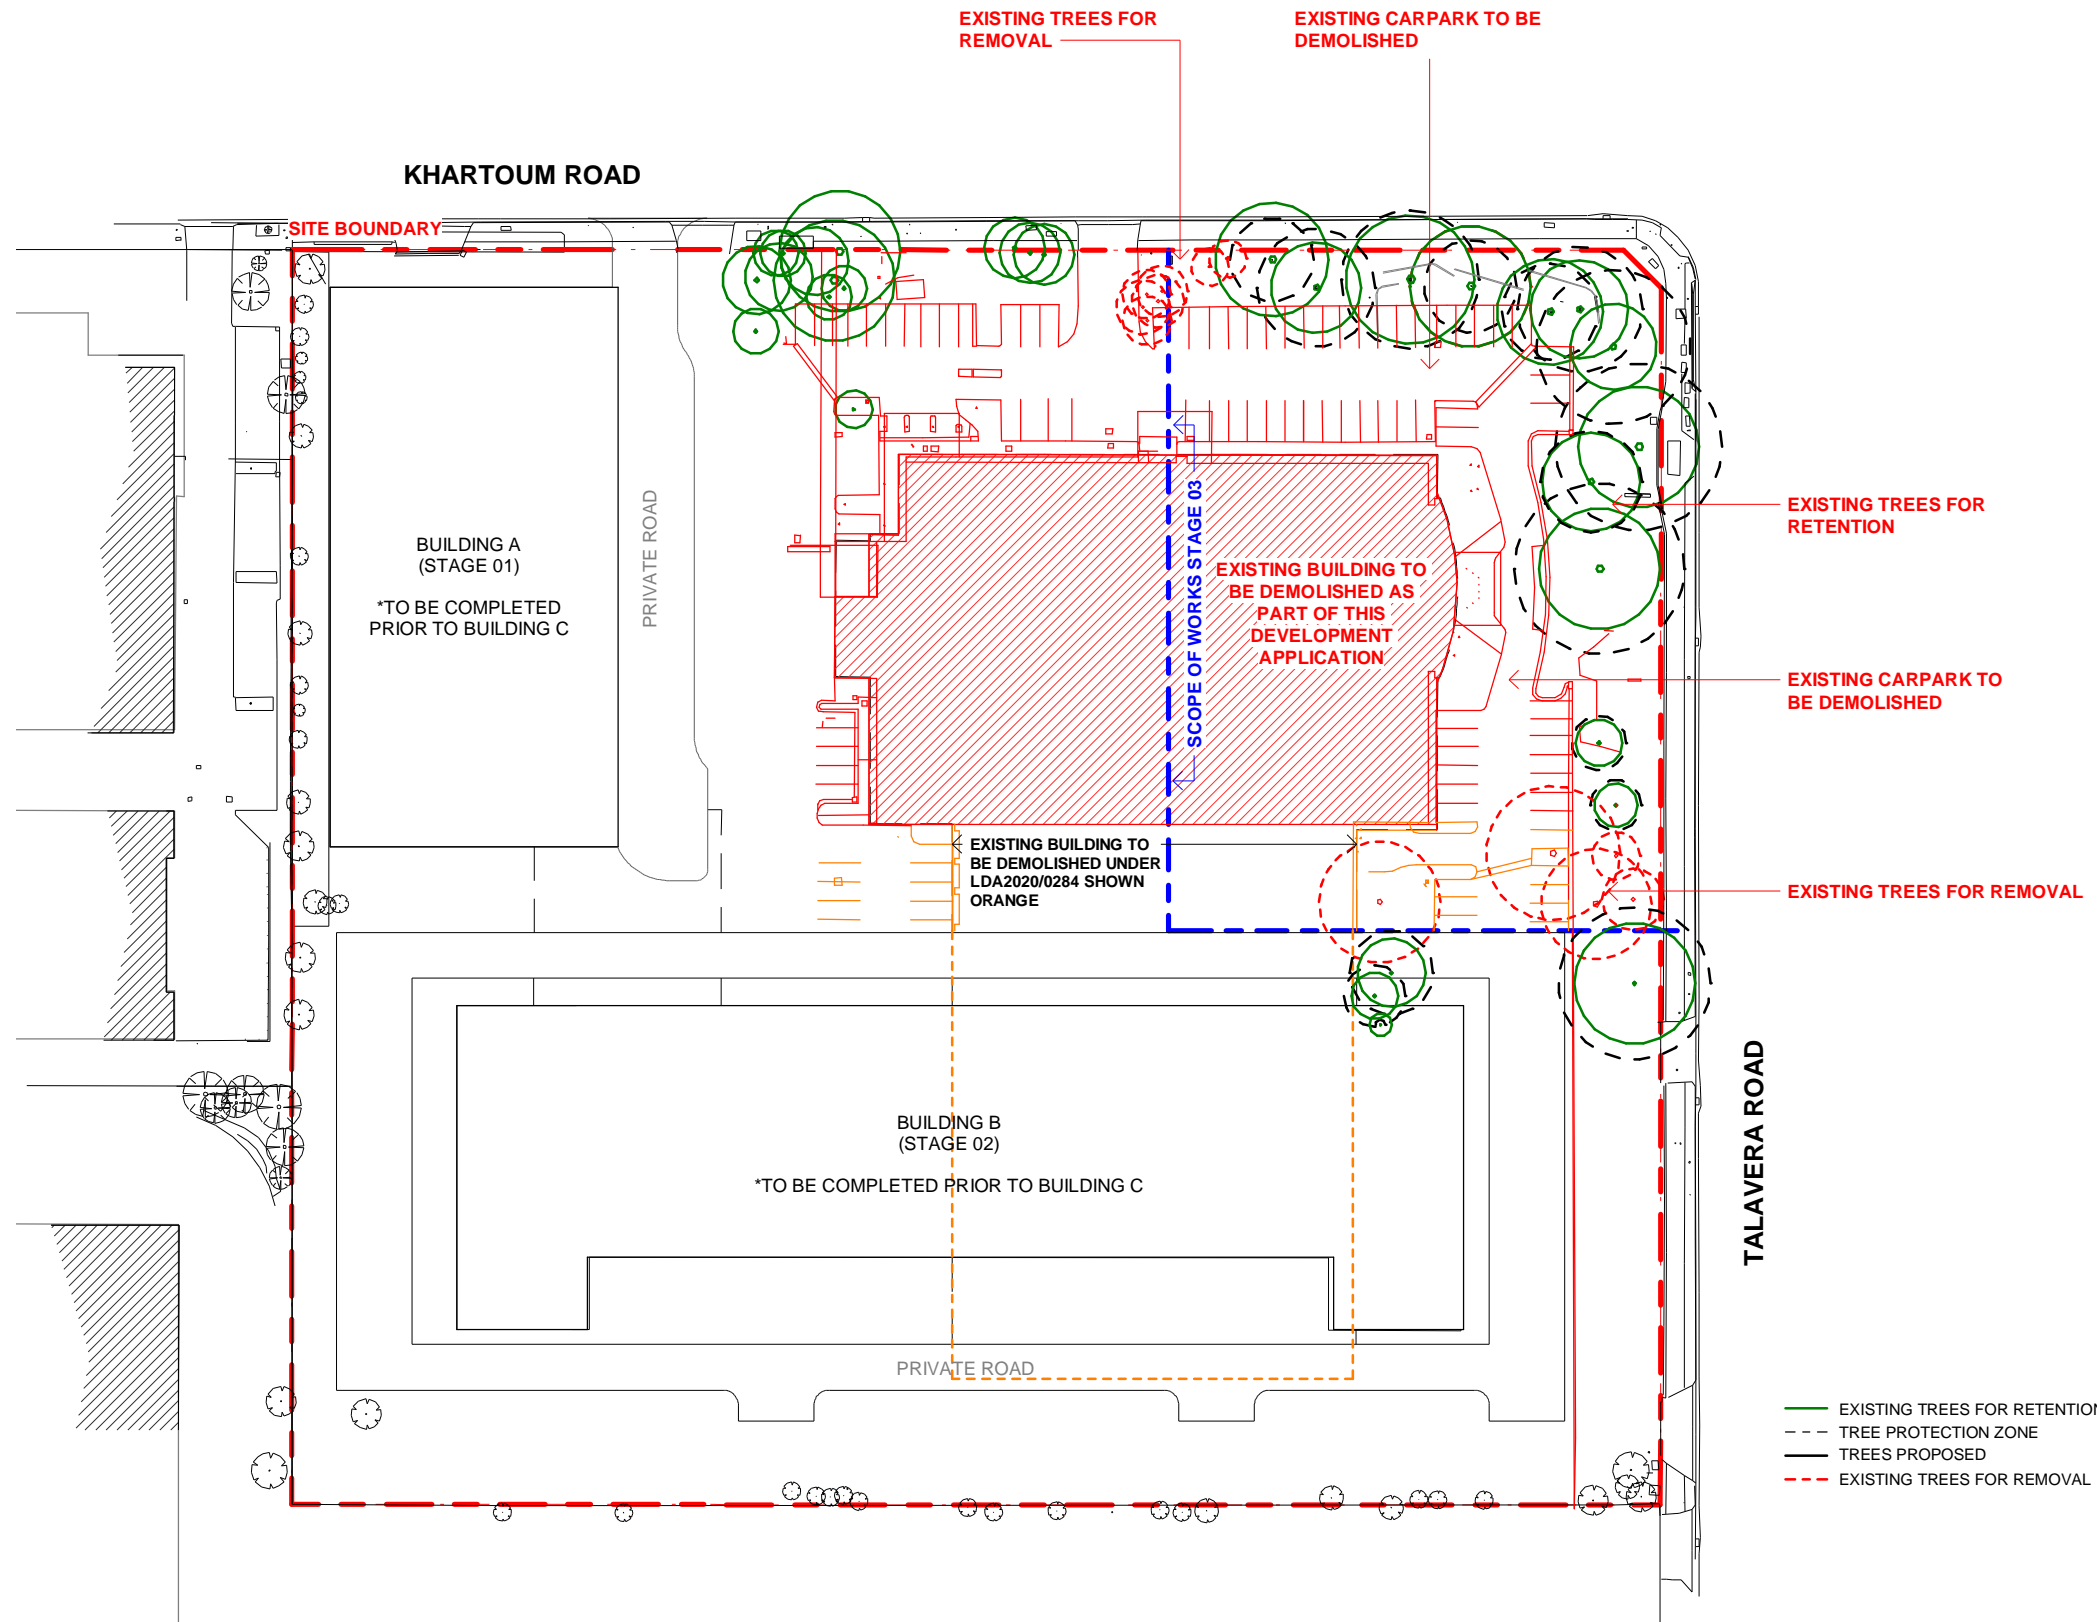 EXISTING TREES FOR
REMOVAL
EXISTING CARPARK TO BE
DEMOLISHED
KHARTOUM ROAD
SITE BOUNDARY
BUILDING A
(STAGE 01)
*TO BE COMPLETED
PRIOR TO BUILDING C
PRIVATE ROAD
SCOPE OF WORKS STAGE 03
EXISTING BUILDING TO
BE DEMOLISHED AS
PART OF THIS
DEVELOPMENT
APPLICATION
EXISTING TREES FOR
RETENTION
EXISTING CARPARK TO
BE DEMOLISHED
EXISTING BUILDING TO
BE DEMOLISHED UNDER
LDA2020/0284 SHOWN
ORANGE
EXISTING TREES FOR REMOVAL
BUILDING B
(STAGE 02)
*TO BE COMPLETED PRIOR TO BUILDING C
TALAVERA ROAD
PRIVATE ROAD
EXISTING TREES FOR RETENTION
TREE PROTECTION ZONE
TREES PROPOSED
EXISTING TREES FOR REMOVAL